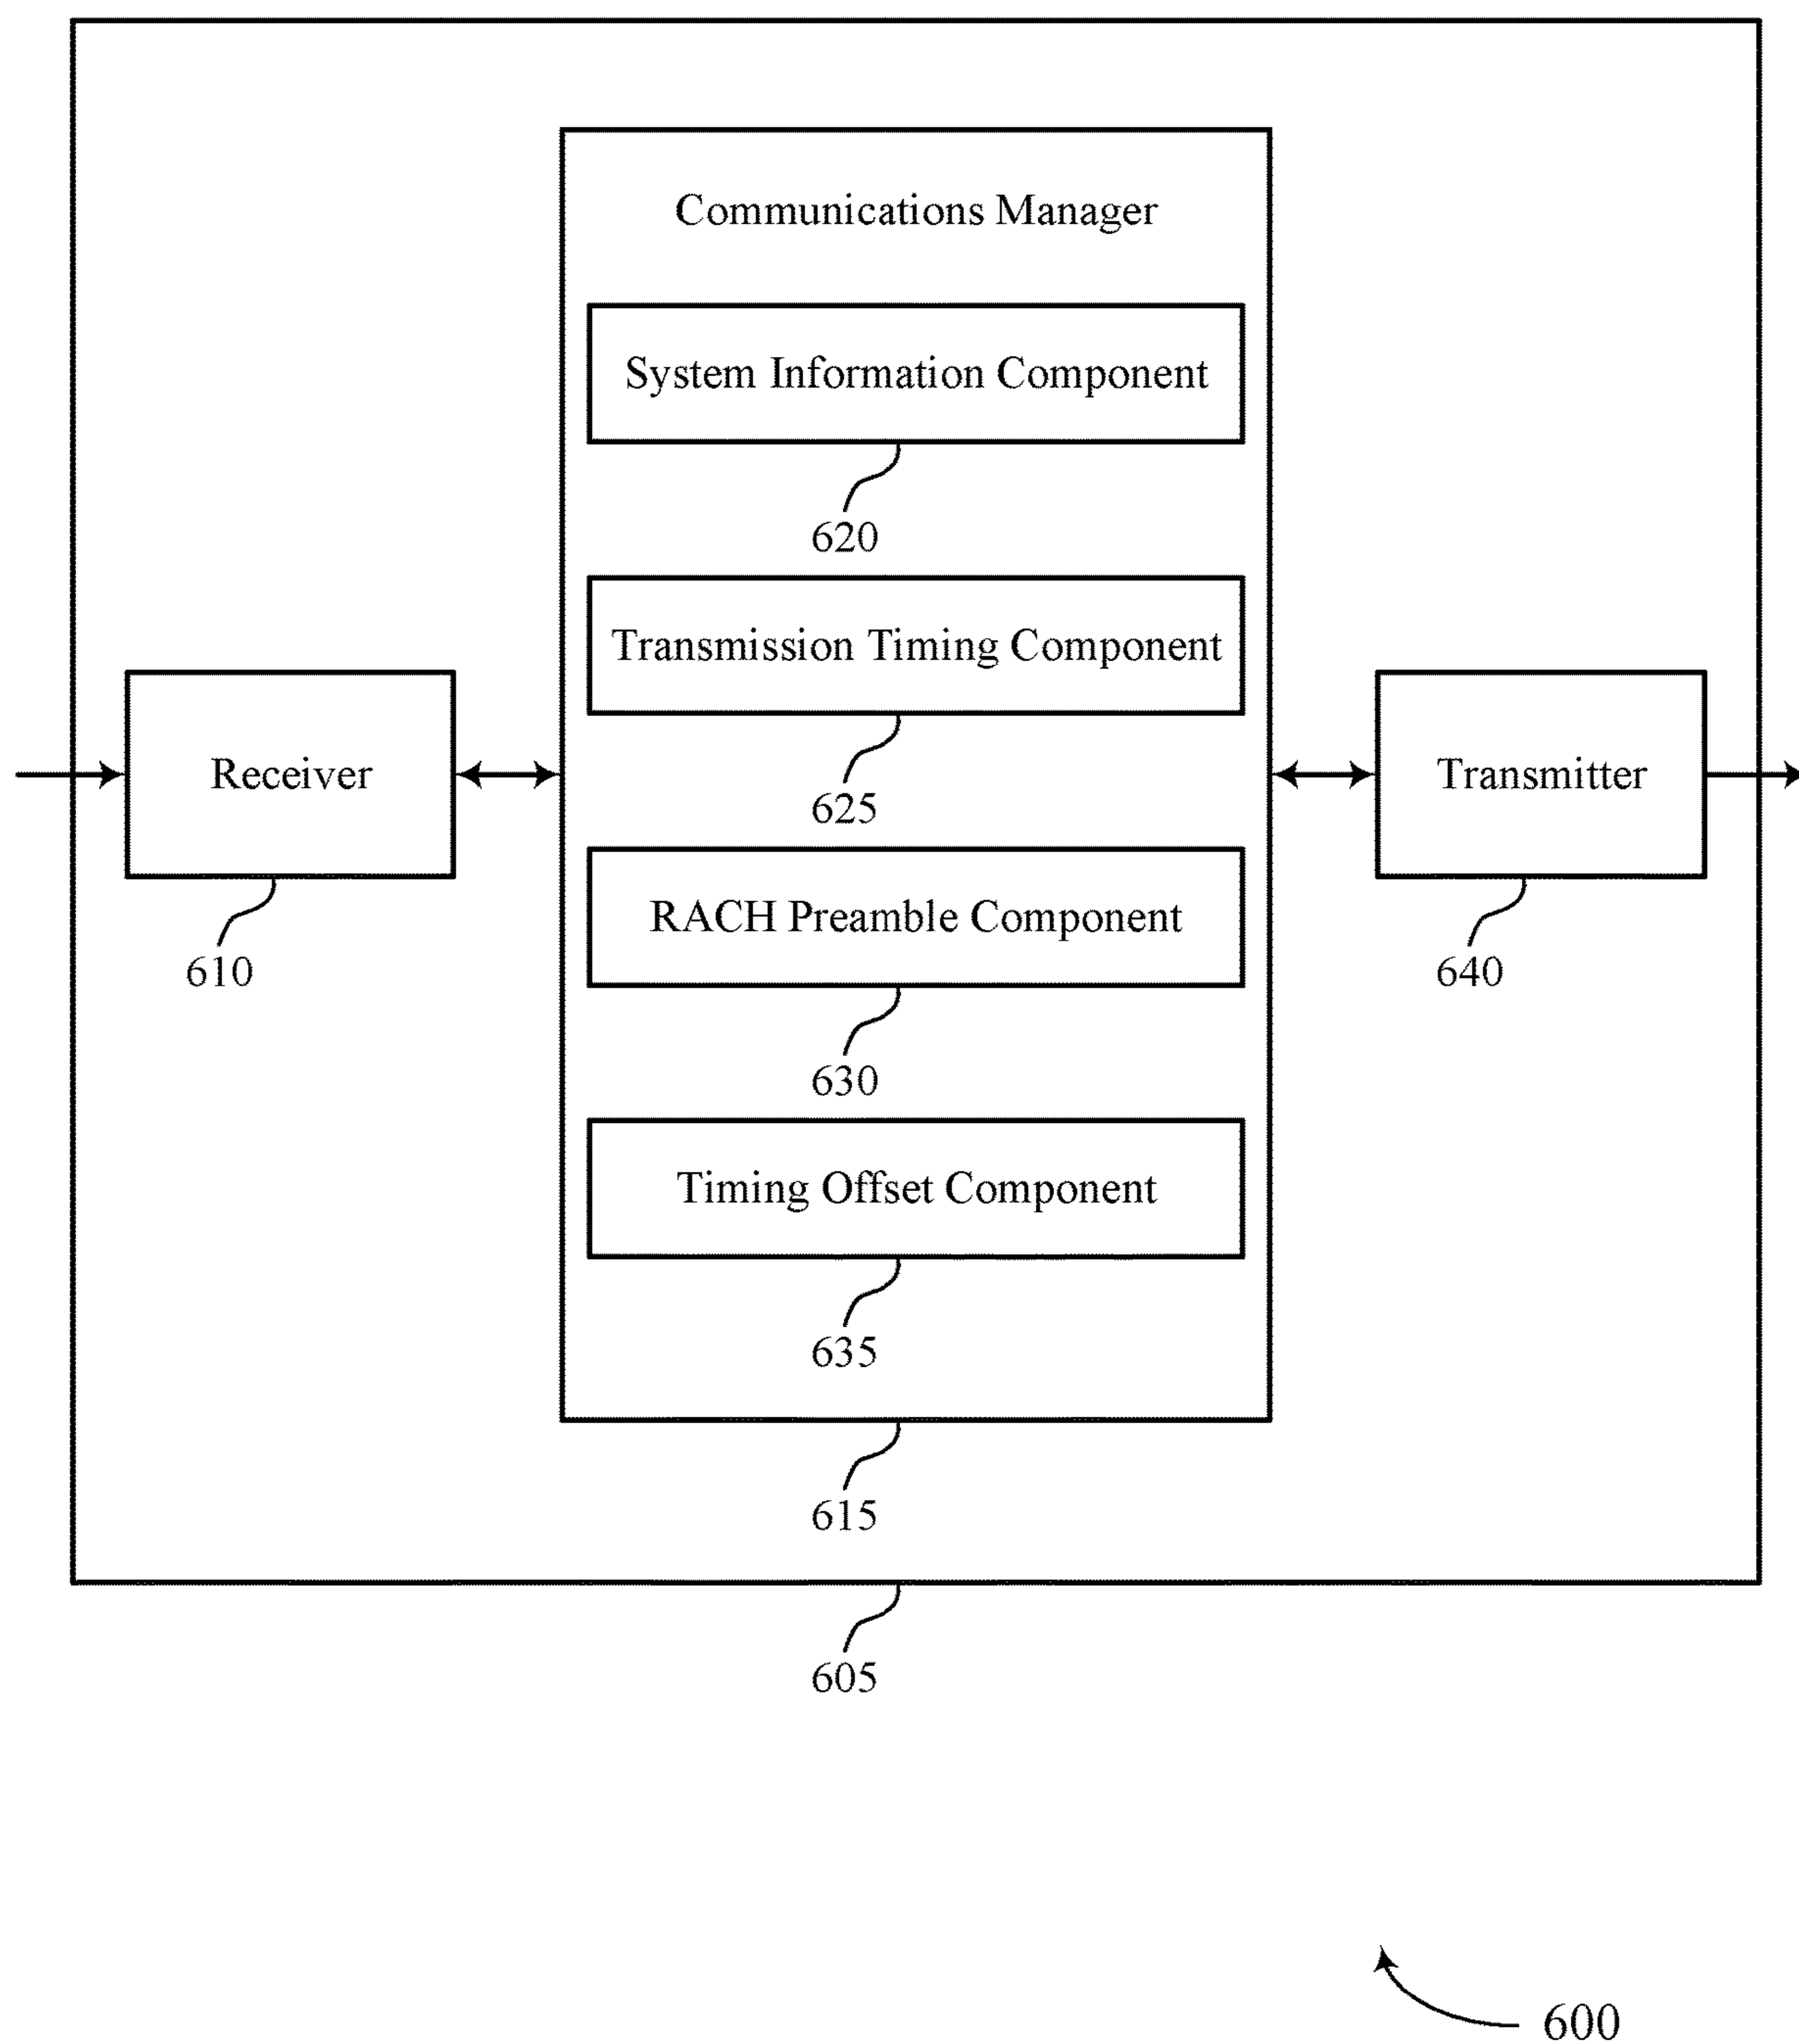 Communications Manager
System Information Component
620
Transmission Timing Component
625
Receiver
610
RACH Preamble Component
630
Transmitter
640
Timing Offset Component
635
615
605
600